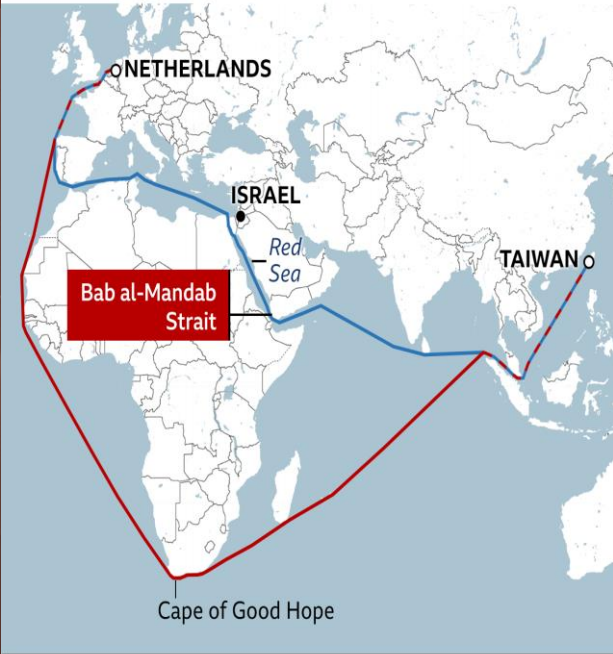 NETHERLANDS
ISRAEL
Red
Sea
TAIWAN
Bab al-Mandab
Strait
Cape of Good Hope